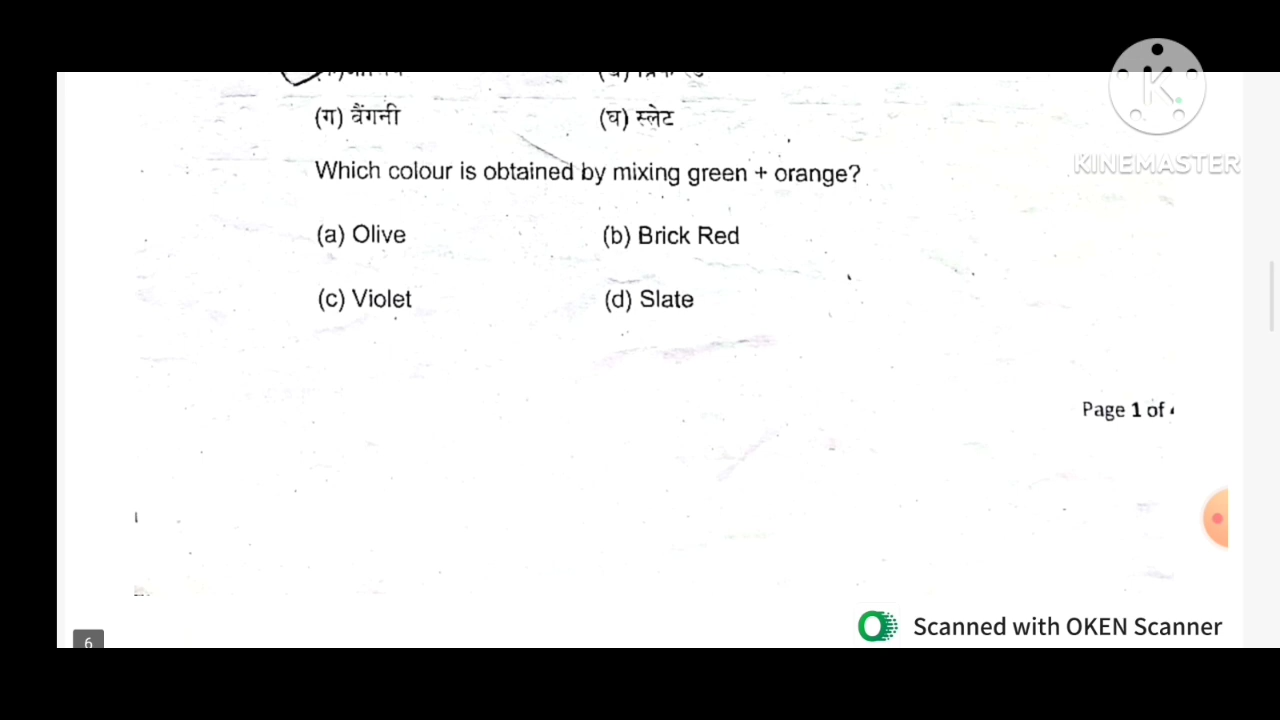 (ग) बैंगनी (घ) स्लेट
Which colour is obtained by mixing green + orange?
(a) Olive (b) Brick Red
(c) Violet (d) Slate
Page 1 of
6
Scanned with OKEN Scanner
K
KINEMASTER